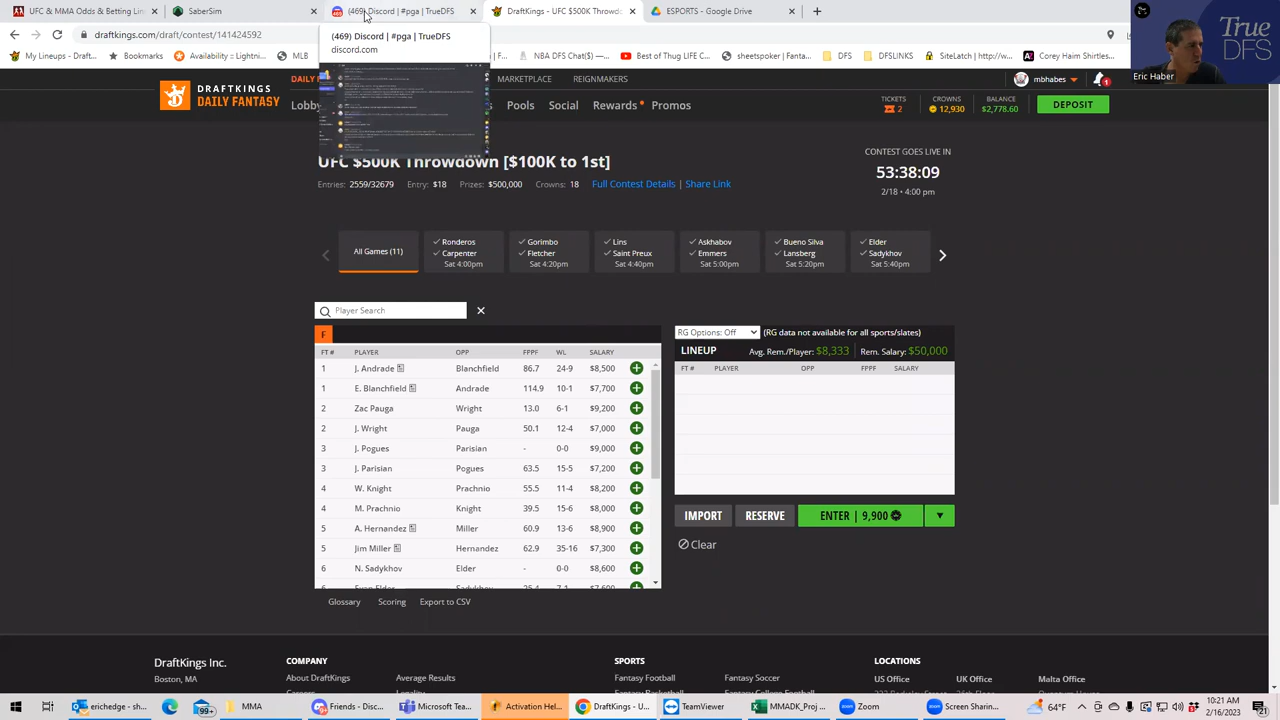 UFC & MMA Odds & Betting Lin
SaberSim
(469) Discord | #pga | TrueDFS
DraftKings - UFC $500K Throwdo
ESPORTS - Google Drive
draftkings.com/draft/contest/141424592
(469) Discord | #pga | TrueDFS
discord.com
My Lineups - Draft...
Bookmarks
Availability - Fantas...
MLB
NBA DFS Chat($) —...
Best of Thug LIFE C...
sheetspoker | Fanta...
DFS
DFSLINKS
SiteLatch | http://w...
Corey Haim Shirtles...
True
DFS
Eric Haber
MARKETPLACE
REIGNMAKERS
mbhabes
1
DRAFTKINGS
DAILY FANTASY
Lobby
Pools
Social
Rewards
Promos
TICKETS
2
CROWNS
12,930
BALANCE
$2,778.60
DEPOSIT
UFC $500K Throwdown [$100K to 1st]
Entries: 2559/32679
Entry: $18
Prizes: $500,000
Crowns: 18
Full Contest Details | Share Link
CONTEST GOES LIVE IN
53:38:09
2/18 • 4:00 pm
All Games (11)
Ronderos
Carpenter
Sat 4:00pm
Gorimbo
Fletcher
Sat 4:20pm
Lins
Saint Preux
Sat 4:40pm
Askhabov
Emmers
Sat 5:00pm
Bueno Silva
Lansberg
Sat 5:20pm
Elder
Sadykhov
Sat 5:40pm
Player Search
F
FT # PLAYER OPP FPPF WL SALARY
1 J. Andrade Blanchfield 86.7 24-9 $8,500
1 E. Blanchfield Andrade 114.9 10-1 $7,700
2 Zac Pauga Wright 13.0 6-1 $9,200
2 J. Wright Pauga 50.1 12-4 $7,000
3 J. Pogues Parisian - 0-0 $9,000
3 J. Parisian Pogues 63.5 15-5 $7,200
4 W. Knight Prachnio 55.5 11-4 $8,200
4 M. Prachnio Knight 39.5 15-6 $8,000
5 A. Hernandez Miller 60.9 13-6 $8,900
5 Jim Miller Hernandez 62.9 35-16 $7,300
6 N. Sadykhov Elder - 0-0 $8,600
RG Options: Off
(RG data not available for all sports/slates)
LINEUP
Avg. Rem./Player: $8,333
Rem. Salary: $50,000
FT # PLAYER OPP FPPF SALARY
IMPORT
RESERVE
ENTER | 9,900
Clear
Glossary
Scoring
Export to CSV
DraftKings Inc.
Boston, MA
COMPANY
About DraftKings
Average Results
SPORTS
Fantasy Football
Fantasy Soccer
LOCATIONS
US Office
UK Office
Malta Office
erichedge - ...
99+
MMA
Friends - Disc...
Microsoft Tea...
Activation Hel...
DraftKings - U...
TeamViewer
MMADK_Proj ...
Zoom
Screen Sharing...
64°F
10:21 AM
2/16/2023
21